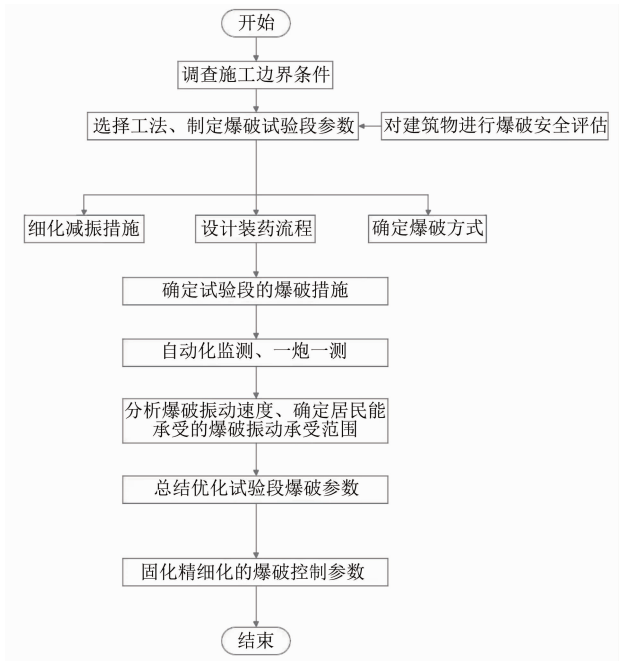 开始
调查施工边界条件
选择工法、制定爆破试验段参数
对建筑物进行爆破安全评估
细化减振措施
设计装药流程
确定爆破方式
确定试验段的爆破措施
自动化监测、一炮一测
分析爆破振动速度、确定居民能
承受的爆破振动承受范围
总结优化试验段爆破参数
固化精细化的爆破控制参数
结束